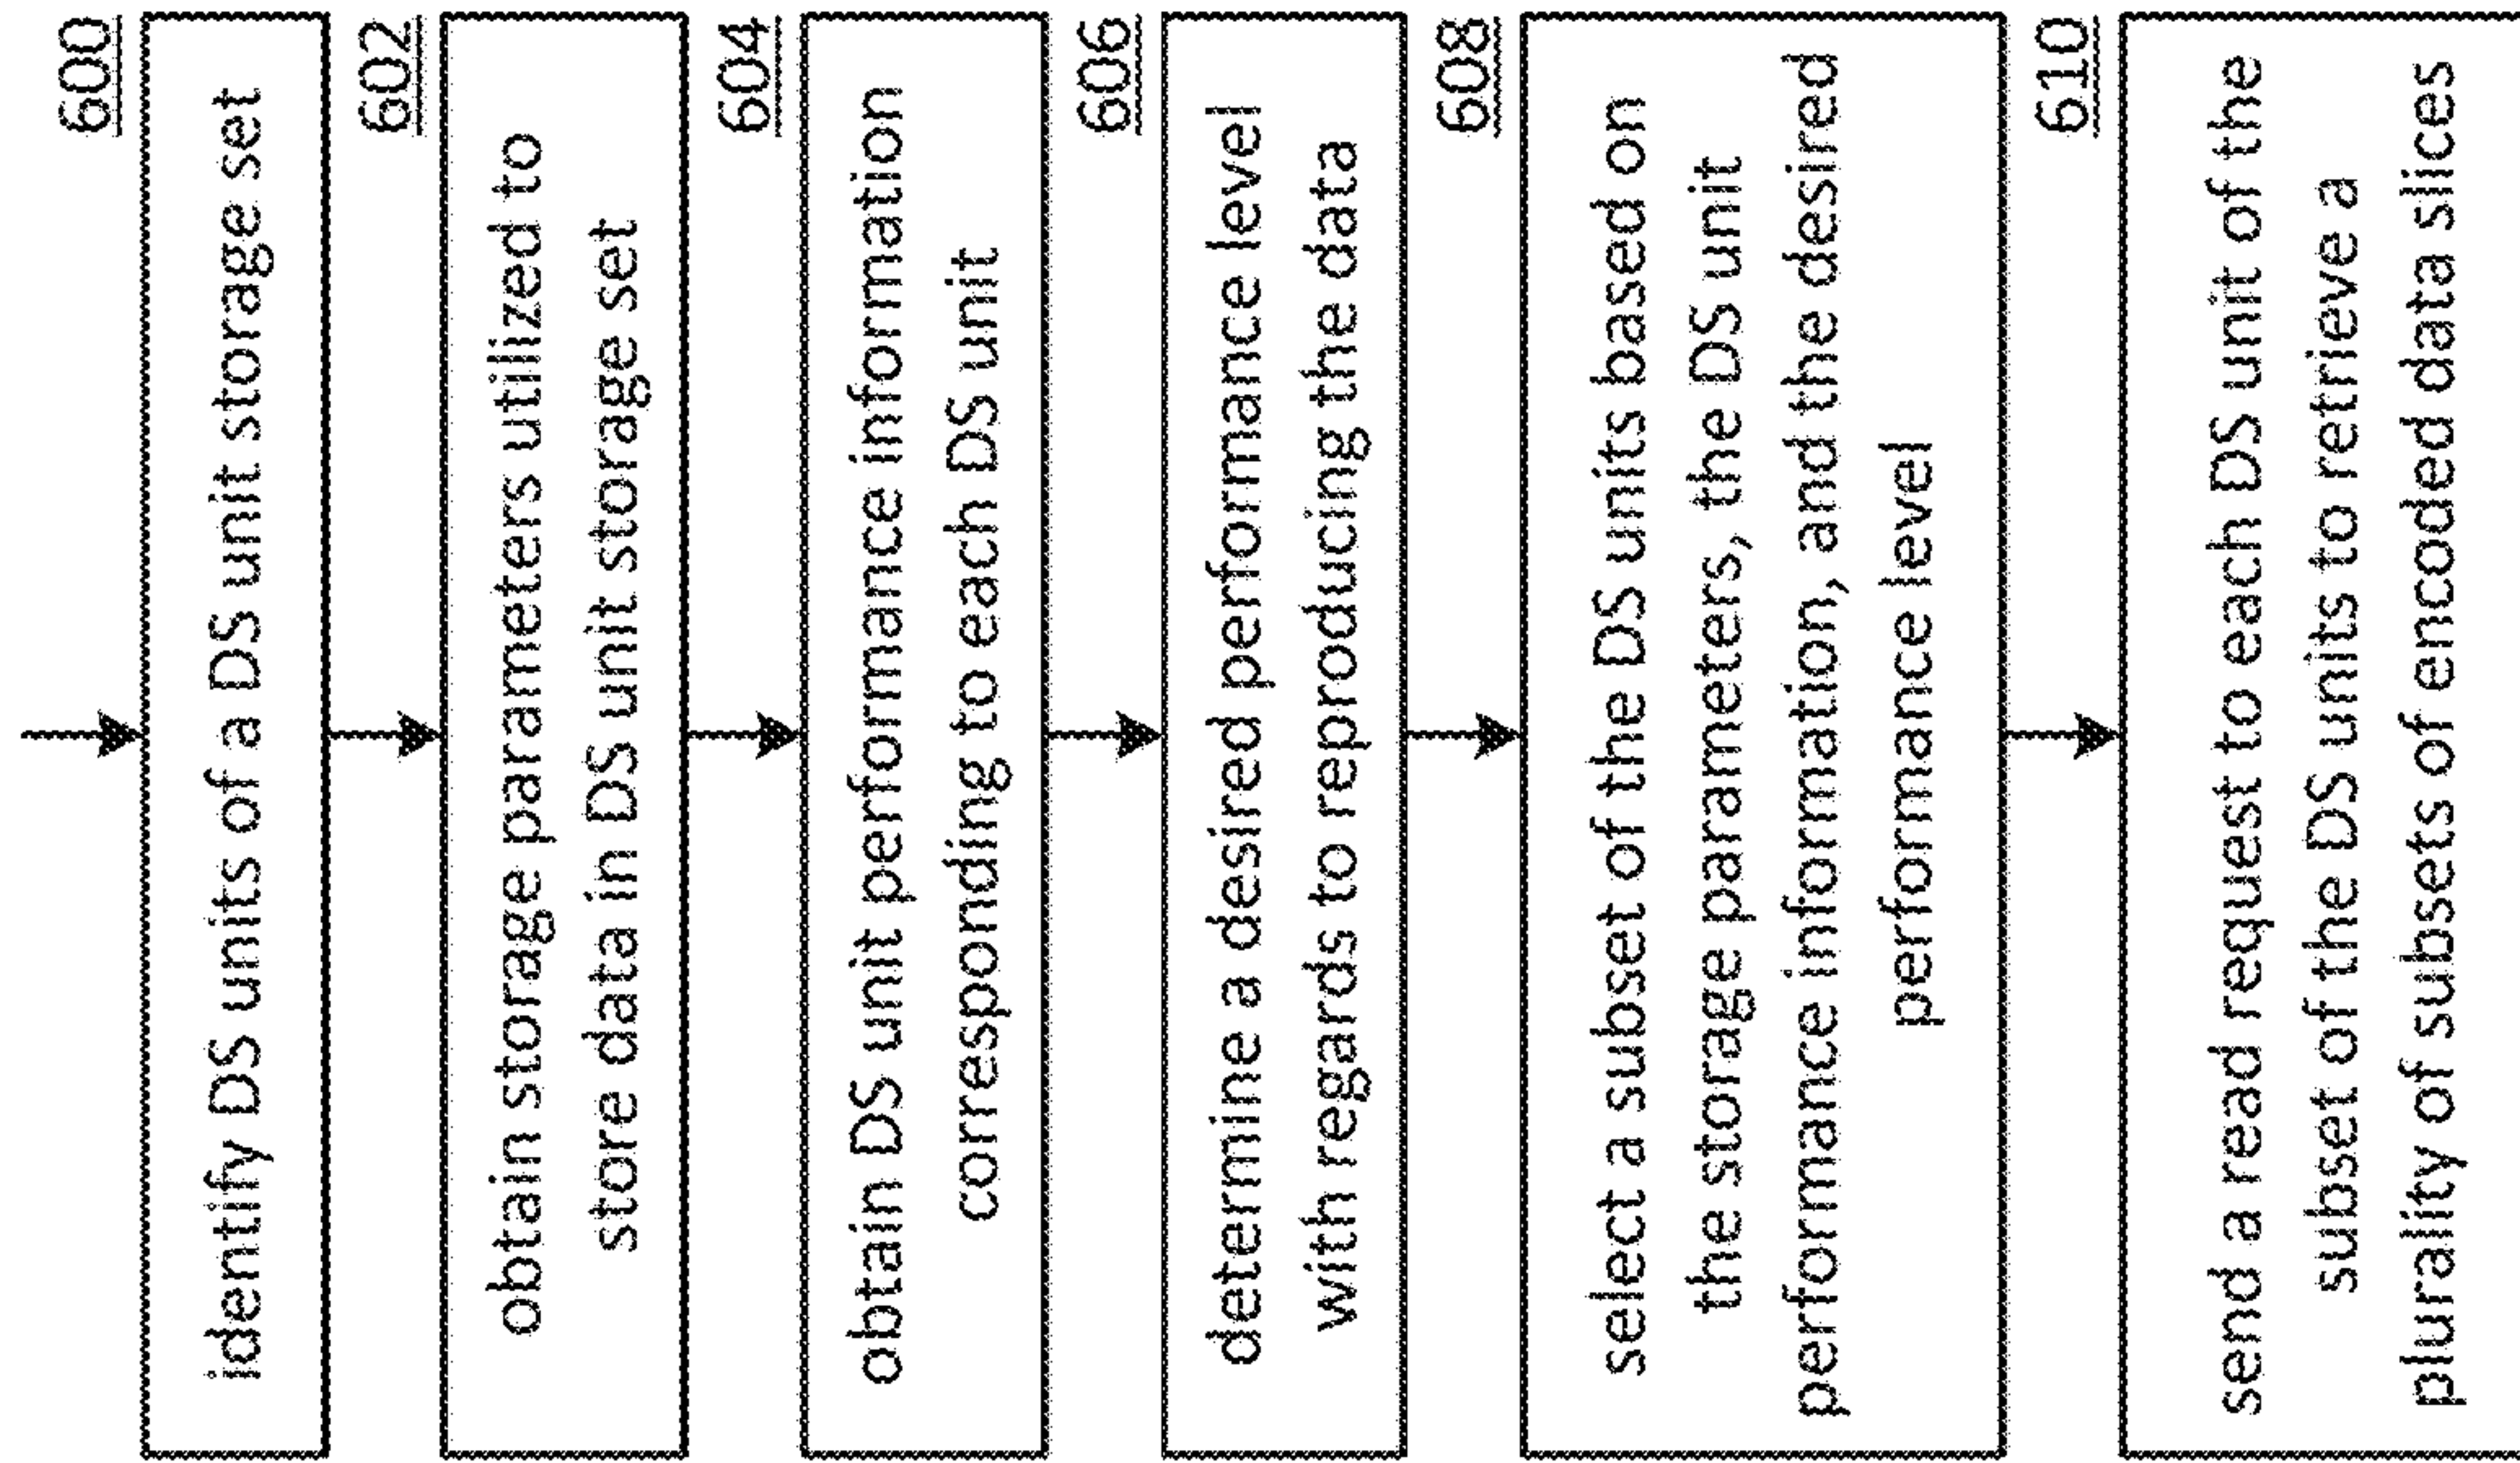 600
identify DS units of a DS unit storage set
602
obtain storage parameters utilized to
store data in DS unit storage set
604
obtain DS unit performance information
corresponding to each DS unit
606
determine a desired performance level
with regards to reproducing the data
608
select a subset of the DS units based on
the storage parameters, the DS unit
performance information, and the desired
performance level
610
send a read request to each DS unit of the
subset of the DS units to retrieve a
plurality of subsets of encoded data slices